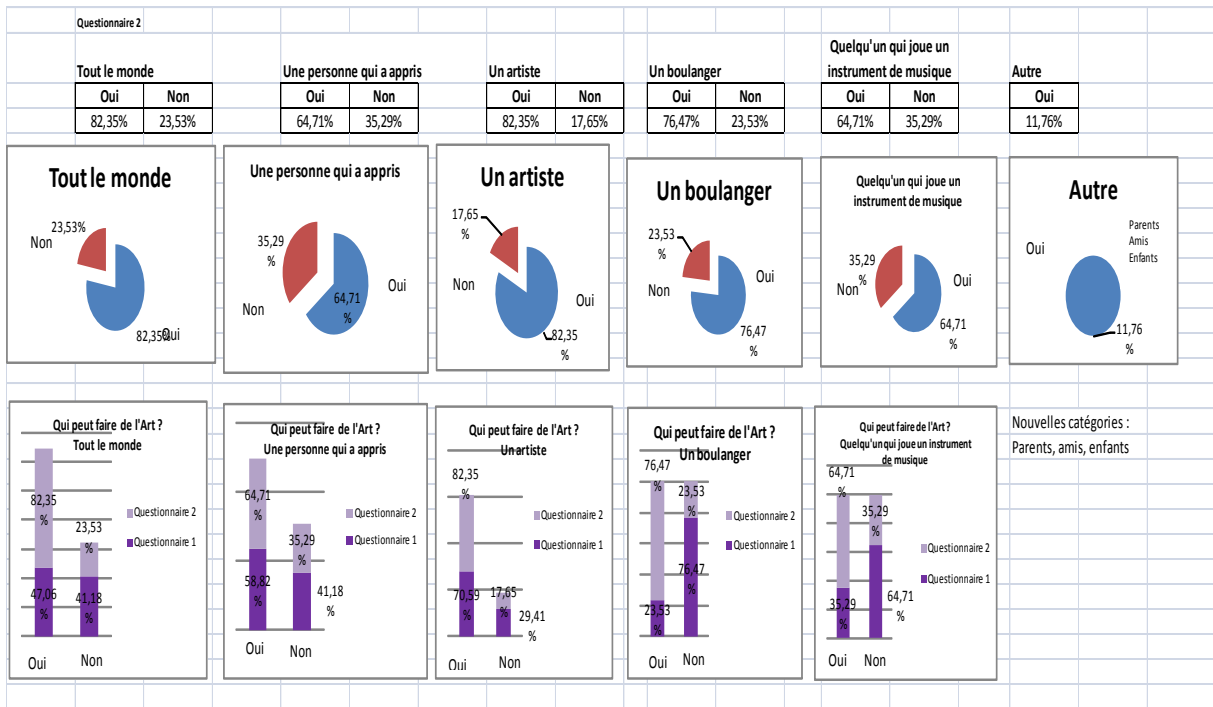 Questionnaire 2
Tout le monde
Oui Non
82,35% 23,53%
Une personne qui a appris
Oui Non
64,71% 35,29%
Un artiste
Oui Non
82,35% 17,65%
Un boulanger
Oui Non
76,47% 23,53%
Quelqu'un qui joue un
instrument de musique
Oui Non
64,71% 35,29%
Autre
Oui
11,76%
Tout le monde
23,53%
Non
82,35%
Oui
Une personne qui a appris
35,29
%
64,71
%
Oui
Non
Un artiste
17,65
%
Non
Oui
82,35
%
Un boulanger
23,53
%
Oui
Non
76,47
%
Quelqu'un qui joue un
instrument de musique
35,29
%
Non
Oui
64,71
%
Autre
Parents
Amis
Enfants
Oui
11,76
%
Qui peut faire de l'Art ?
Tout le monde
82,35
%
23,53
%
47,06
%
41,18
%
Questionnaire 2
Questionnaire 1
Oui Non
Qui peut faire de l'Art ?
Une personne qui a appris
64,71
%
35,29
%
58,82
%
41,18
%
Questionnaire 2
Questionnaire 1
Oui Non
Qui peut faire de l'Art ?
Un artiste
82,35
%
70,59
%
17,65
%
29,41
%
Questionnaire 2
Questionnaire 1
Oui Non
Qui peut faire de l'Art ?
Un boulanger
76,47
%
23,53
%
76,47
%
23,53
%
Questionnaire 2
Questionnaire 1
Oui Non
Qui peut faire de l'Art ?
Quelqu'un qui joue un instrument
de musique
64,71
%
35,29
%
35,29
%
64,71
%
Questionnaire 2
Questionnaire 1
Oui Non
Nouvelles catégories :
Parents, amis, enfants